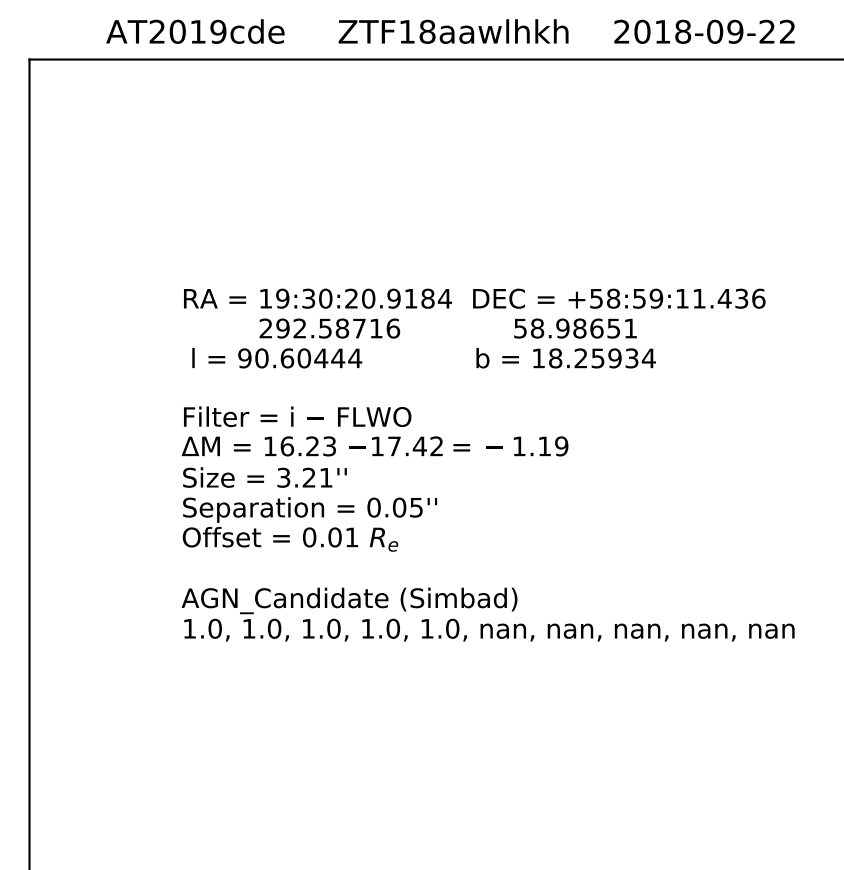 AT2019cde ZTF18aawlhkh 2018-09-22
RA = 19:30:20.9184 DEC = +58:59:11.436
292.58716 58.98651
l = 90.60444 b = 18.25934
Filter = i − FLWO
ΔM = 16.23 −17.42 = − 1.19
Size = 3.21''
Separation = 0.05''
Offset = 0.01 Rₑ
AGN_Candidate (Simbad)
1.0, 1.0, 1.0, 1.0, 1.0, nan, nan, nan, nan, nan